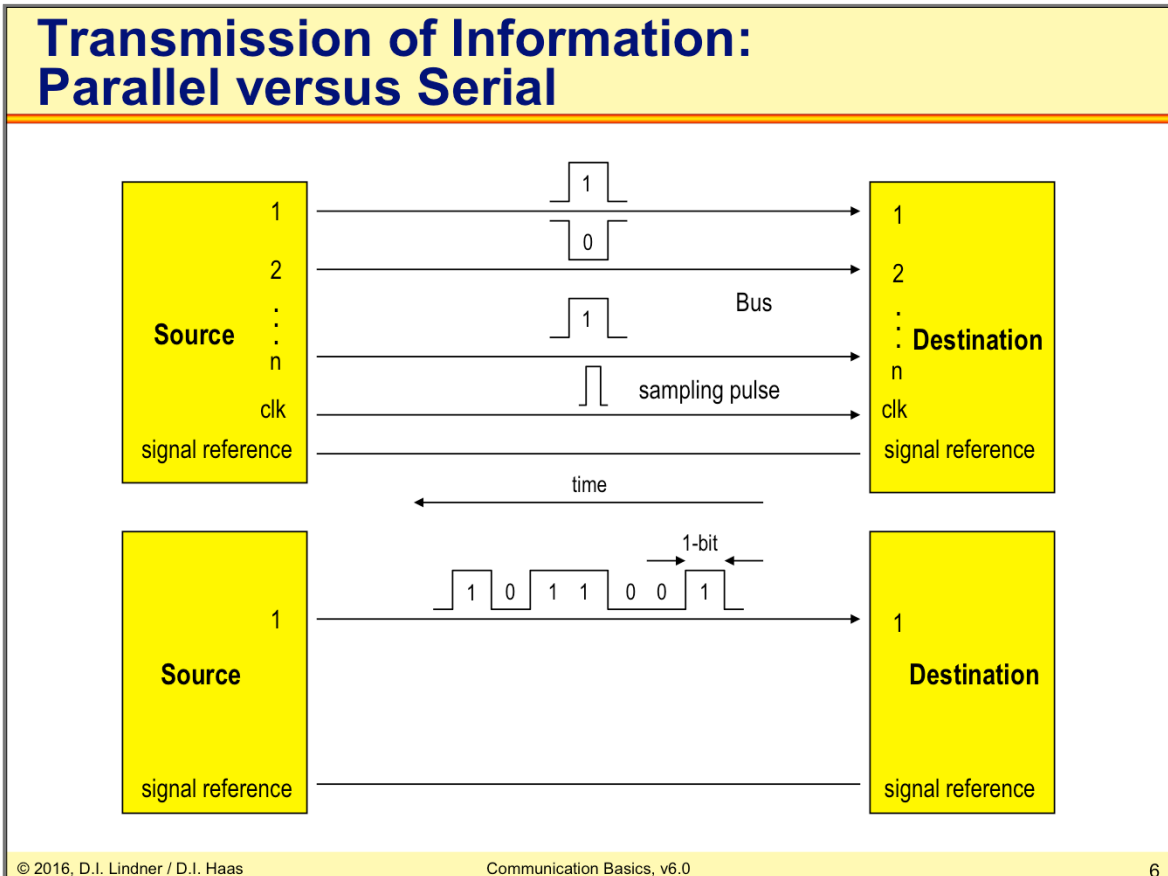 Transmission of Information:
Parallel versus Serial
1
1
1
0
2
2
Bus
.
.
.
.
.
.
Source
1
Destination
n
n
sampling pulse
clk
clk
signal reference
signal reference
time
1-bit
1 0 1 1 0 0 1
1
1
Source
Destination
signal reference
signal reference
© 2016, D.I. Lindner / D.I. Haas
Communication Basics, v6.0
6